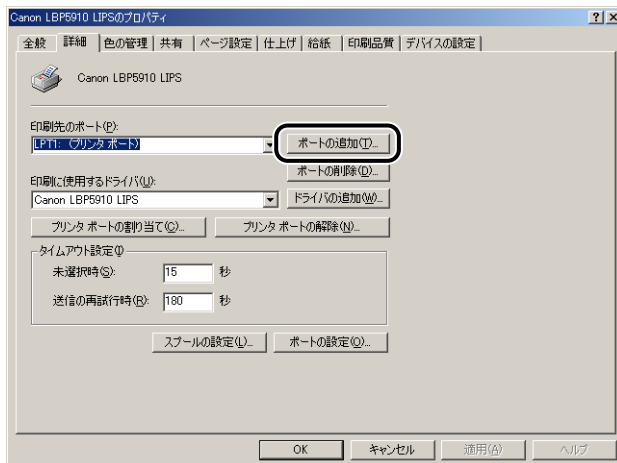 Canon LBP5910 LIPSのプロパティ
全般 詳細 色の管理 共有 ページ設定 仕上げ 給紙 印刷品質 デバイスの設定
Canon LBP5910 LIPS
印刷先のポート(P):
LPT1: (プリンタ ポート) ポートの追加(T)...
ポートの削除(D)...
印刷に使用するドライバ(U):
Canon LBP5910 LIPS ドライバの追加(W)...
プリンタ ポートの割り当て(C)... プリンタ ポートの解除(N)...
タイムアウト設定(I)
未選択時(S): 15 秒
送信の再試行時(R): 180 秒
スプールの設定(L)... ポートの設定(O)...
OK キャンセル 適用(A) ヘルプ